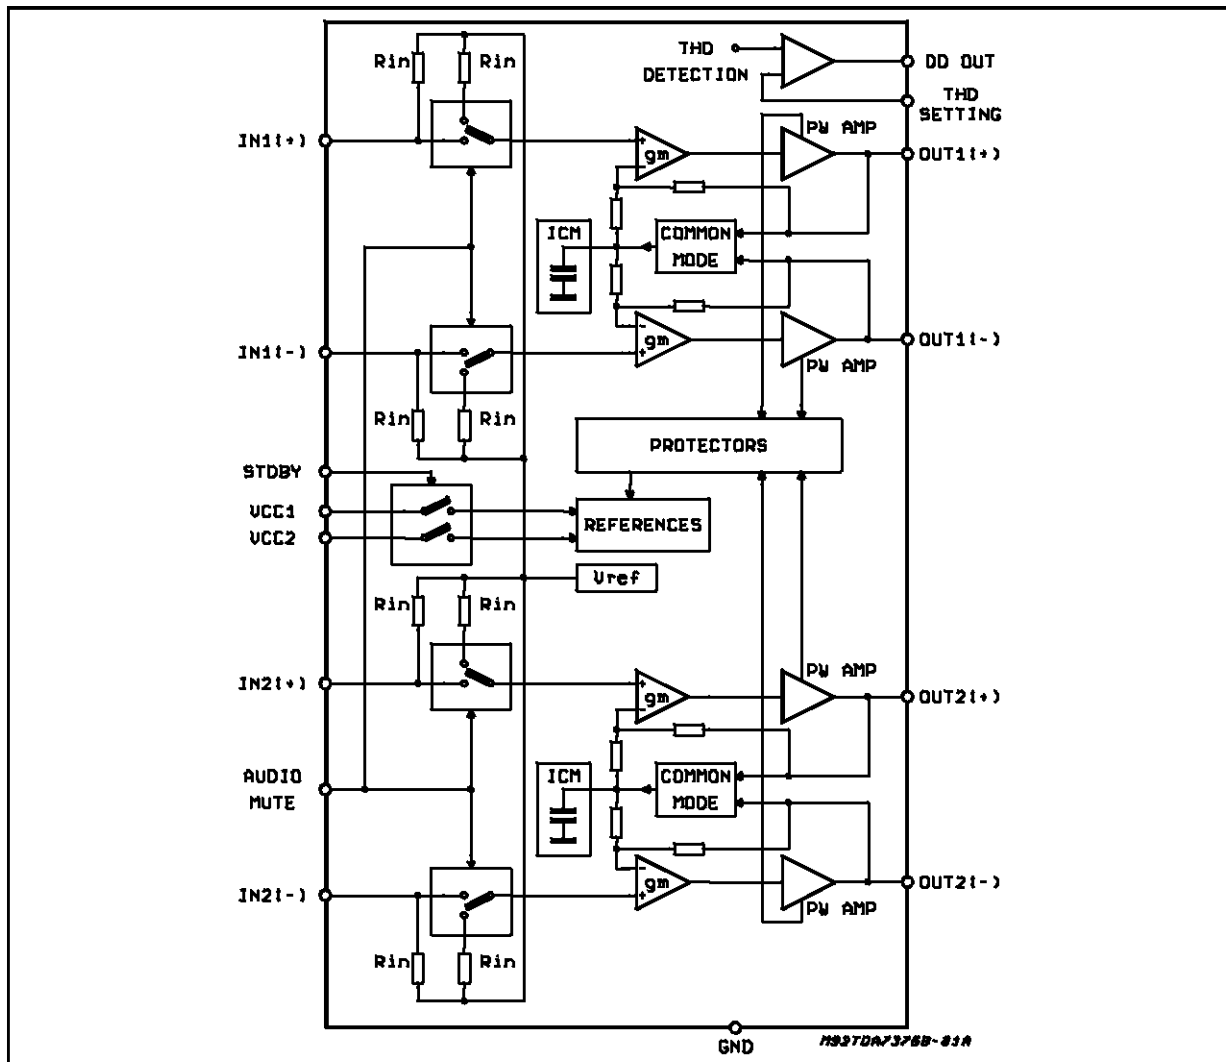 THD
DETECTION
DD OUT
THD
SETTING
Rin
Rin
IN1(+)
PW AMP
gm
OUT1(+)
ICM
COMMON
MODE
IN1(-)
gm
OUT1(-)
PW AMP
Rin
Rin
PROTECTORS
STDBY
VCC1
VCC2
REFERENCES
Vref
Rin
Rin
PW AMP
IN2(+)
gm
OUT2(+)
AUDIO
MUTE
ICM
COMMON
MODE
gm
IN2(-)
OUT2(-)
PW AMP
Rin
Rin
GND
M93TDA7376B-01A